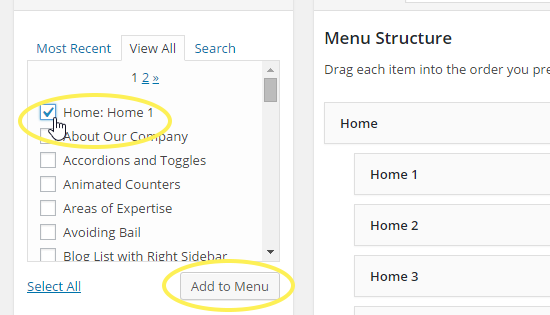 Most Recent View All Search
1 2 »
Home: Home 1
About Our Company
Accordions and Toggles
Animated Counters
Areas of Expertise
Avoiding Bail
Blog List with Right Sidebar
Select All
Add to Menu
Menu Structure
Drag each item into the order you pre
Home
Home 1
Home 2
Home 3